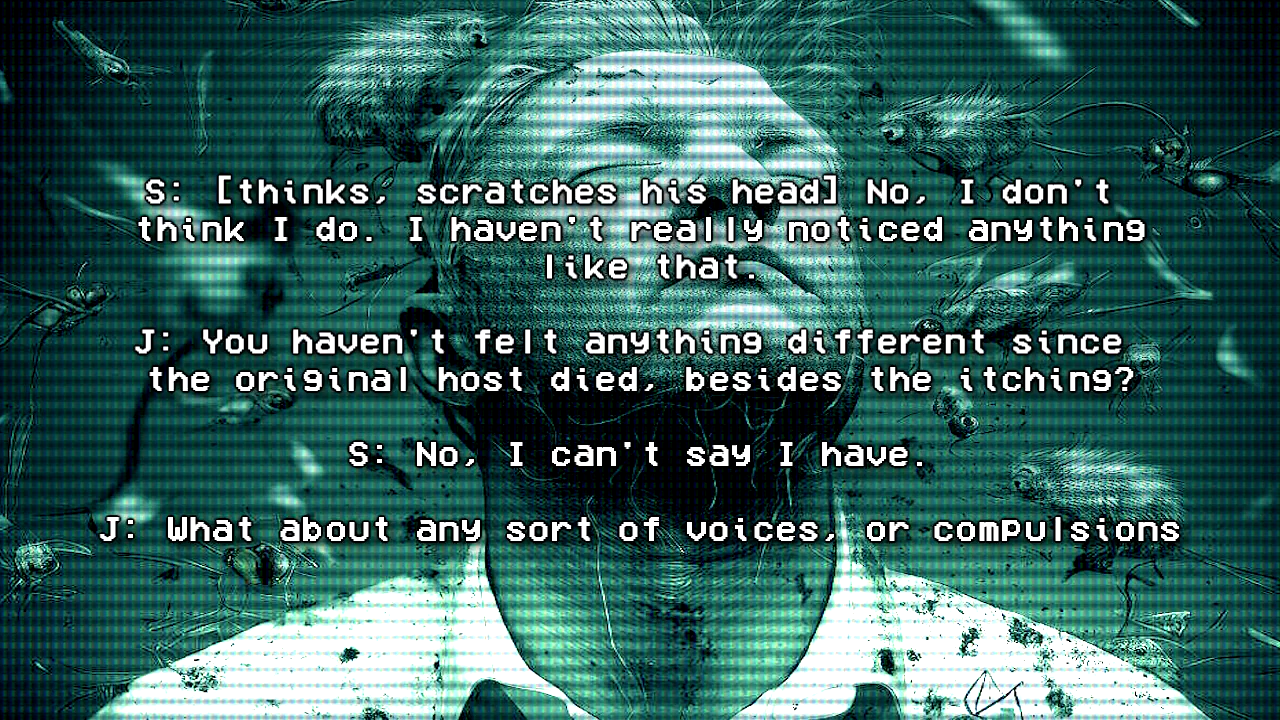 S: [thinks, scratches his head] No, I don't
think I do. I haven't really noticed anything
like that.
J: You haven't felt anything different since
the original host died, besides the itching?
S: No, I can't say I have.
J: What about any sort of voices, or compulsions